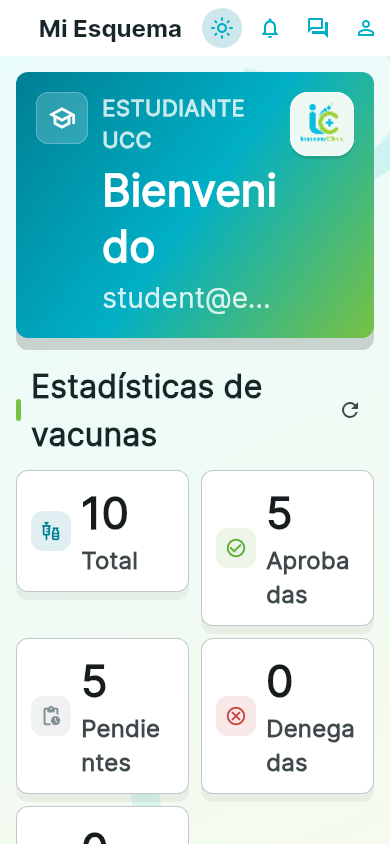 Mi Esquema
ESTUDIANTE
UCC
Bienveni
do
student@e...
Estadísticas de
vacunas
10
Total
5
Aproba
das
5
Pendie
ntes
0
Denega
das